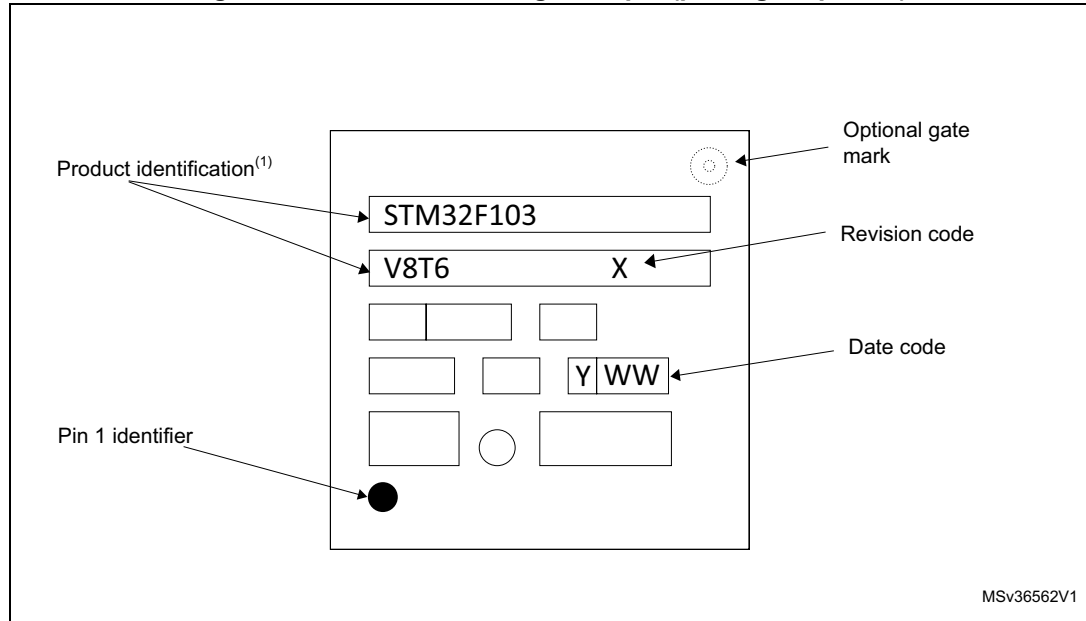 Optional gate
mark
Product identification(1)
STM32F103
Revision code
V8T6 X
Date code
Y WW
Pin 1 identifier
MSv36562V1